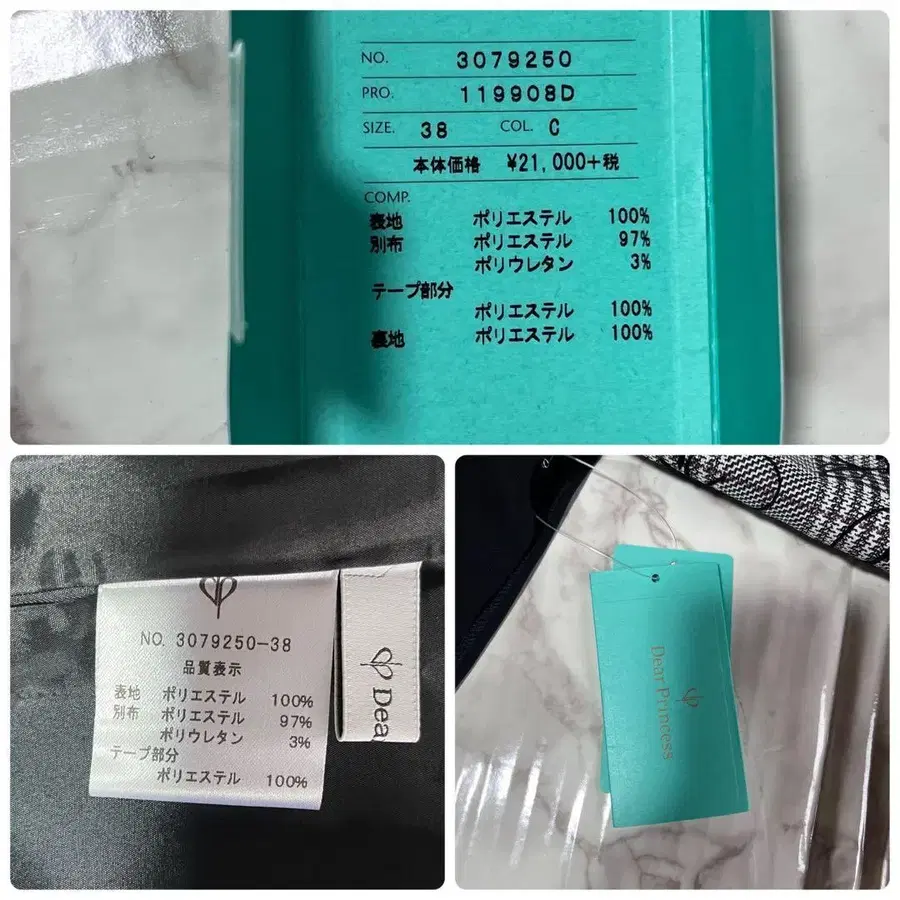 NO. 3079250
PRO. 119908D
SIZE. 38 COL. C
本体価格 ¥21,000+税
COMP.
表地 ポリエステル 100%
別布 ポリエステル 97%
ポリウレタン 3%
テープ部分
ポリエステル 100%
裏地 ポリエステル 100%
NO. 3079250-38
品質表示
表地 ポリエステル 100%
別布 ポリエステル 97%
ポリウレタン 3%
テープ部分
ポリエステル 100%
Dea
Dear Princess